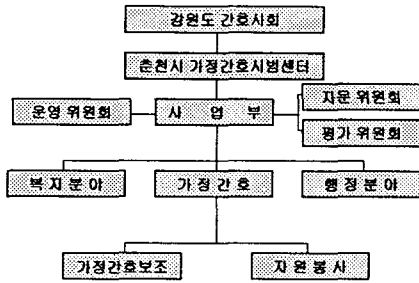 강원도 간호사회
춘천시 가정간호시범센터
운영 위원회
사 업 부
자문 위원회
평가 위원회
복 지 분 야
가 정 간 호
행 정 분 야
가정간호보조
자 원 봉 사